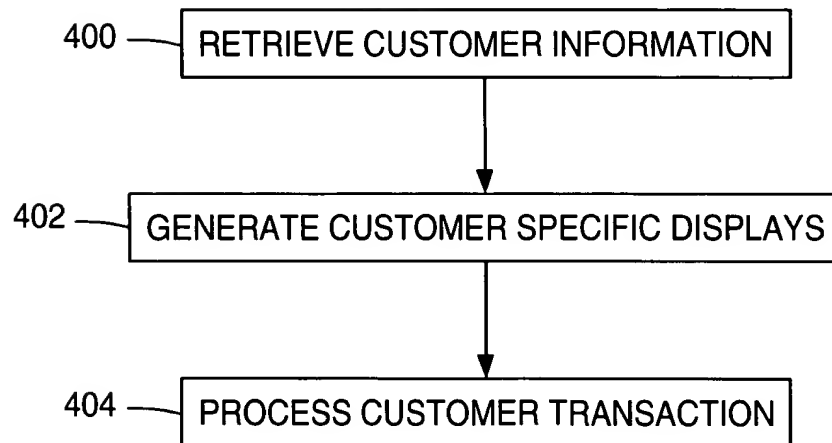 400 RETRIEVE CUSTOMER INFORMATION
402 GENERATE CUSTOMER SPECIFIC DISPLAYS
404 PROCESS CUSTOMER TRANSACTION